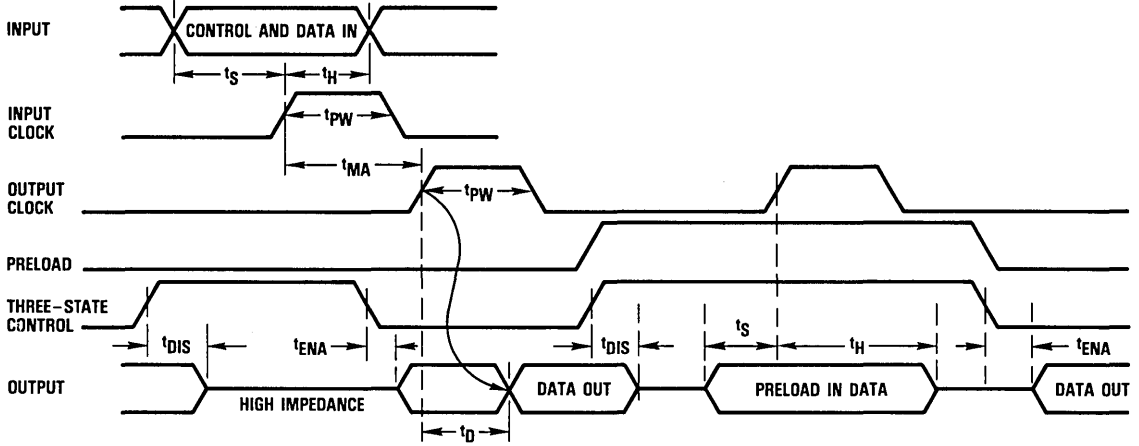 INPUT
CONTROL AND DATA IN
tS
tH
INPUT
CLOCK
tPW
tMA
OUTPUT
CLOCK
tPW
PRELOAD
THREE-STATE
CONTROL
tDIS
tENA
tDIS
tS
tH
tENA
OUTPUT
HIGH IMPEDANCE
DATA OUT
PRELOAD IN DATA
DATA OUT
tD